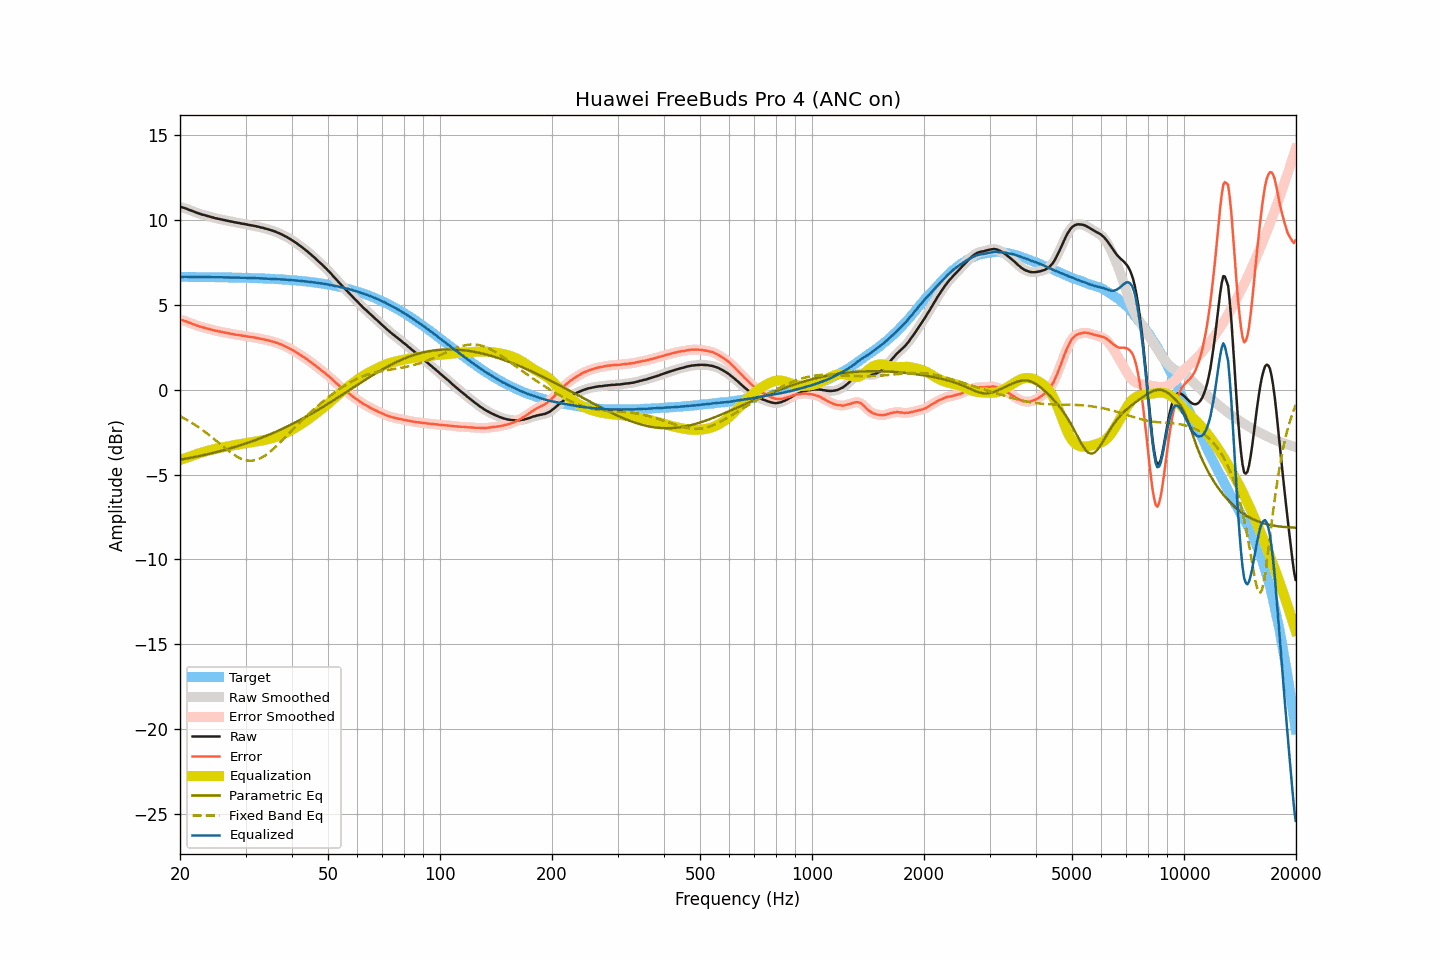 Huawei FreeBuds Pro 4 (ANC on)
15
10
5
0
−5
−10
−15
−20
−25
Amplitude (dBr)
Target
Raw Smoothed
Error Smoothed
Raw
Error
Equalization
Parametric Eq
Fixed Band Eq
Equalized
20 50 100 200 500 1000 2000 5000 10000 20000
Frequency (Hz)